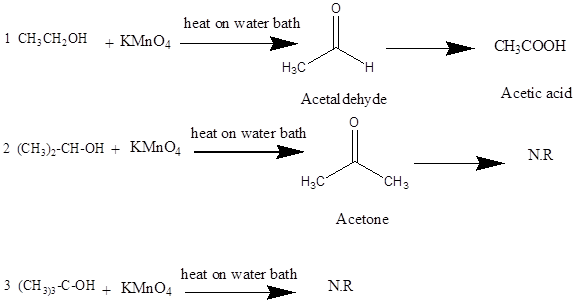 O
heat on water bath
1 CH₃CH₂OH + KMnO₄ CH₃COOH
H₃C H
Acetaldehyde Acetic acid
O
heat on water bath
2 (CH₃)₂-CH-OH + KMnO₄ N.R
H₃C CH₃
Acetone
heat on water bath
3 (CH₃)₃-C-OH + KMnO₄ N.R